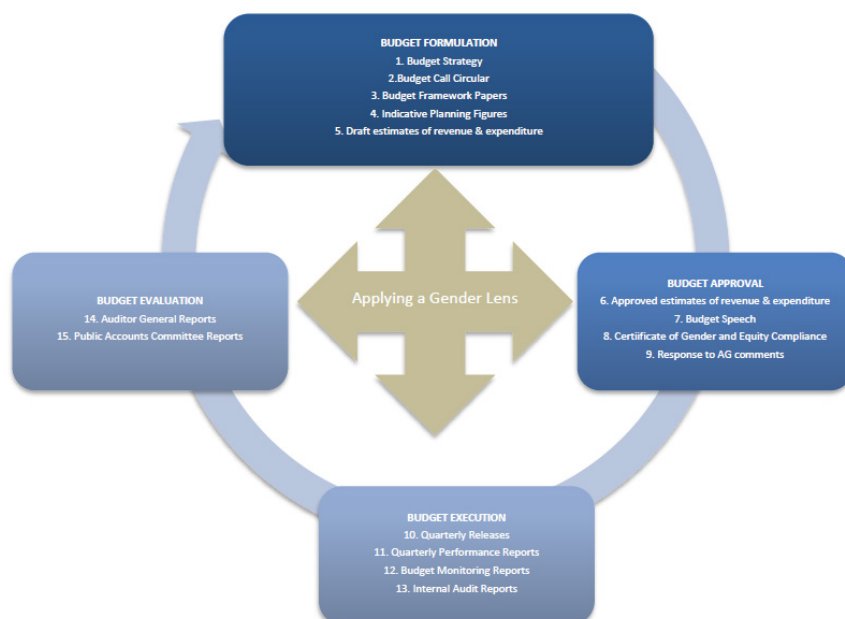 BUDGET FORMULATION
1. Budget Strategy
2.Budget Call Circular
3. Budget Framework Papers
4. Indicative Planning Figures
5. Draft estimates of revenue & expenditure
Applying a Gender Lens
BUDGET APPROVAL
6. Approved estimates of revenue & expenditure
7. Budget Speech
8. Certiificate of Gender and Equity Compliance
9. Response to AG comments
BUDGET EXECUTION
10. Quarterly Releases
11. Quarterly Performance Reports
12. Budget Monitoring Reports
13. Internal Audit Reports
BUDGET EVALUATION
14. Auditor General Reports
15. Public Accounts Committee Reports